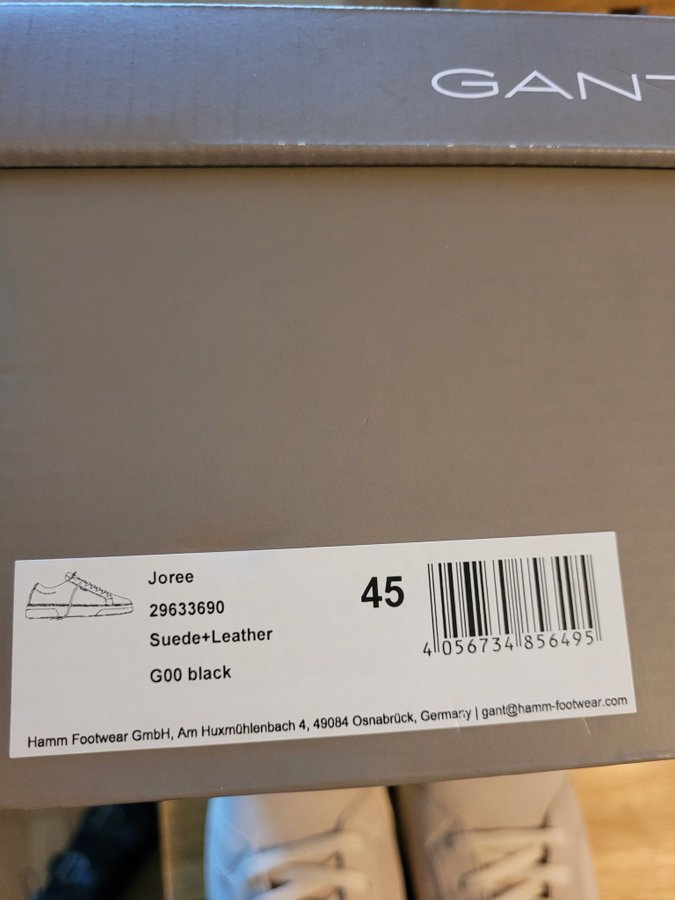 GANT
Joree
29633690
45
Suede+Leather
G00 black
4 056734 856495
Hamm Footwear GmbH, Am Huxmühlenbach 4, 49084 Osnabrück, Germany | gant@hamm-footwear.com